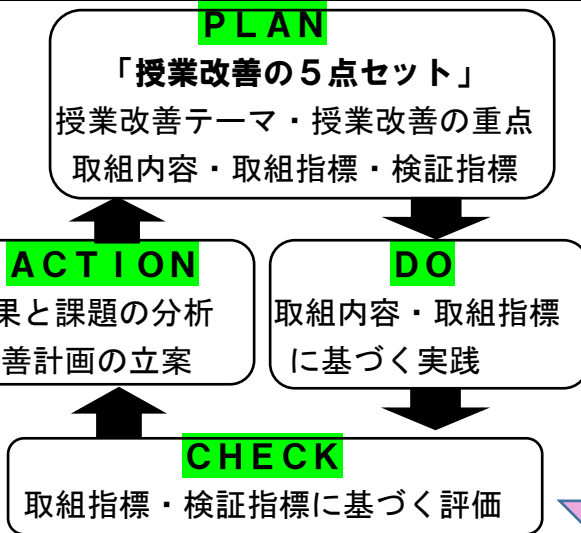 ＰＬＡＮ
「授業改善の５点セット」
授業改善テーマ・授業改善の重点
取組内容・取組指標・検証指標
ＡＣＴＩＯＮ
果と課題の分析
善計画の立案
ＤＯ
取組内容・取組指標
に基づく実践
ＣＨＥＣＫ
取組指標・検証指標に基づく評価